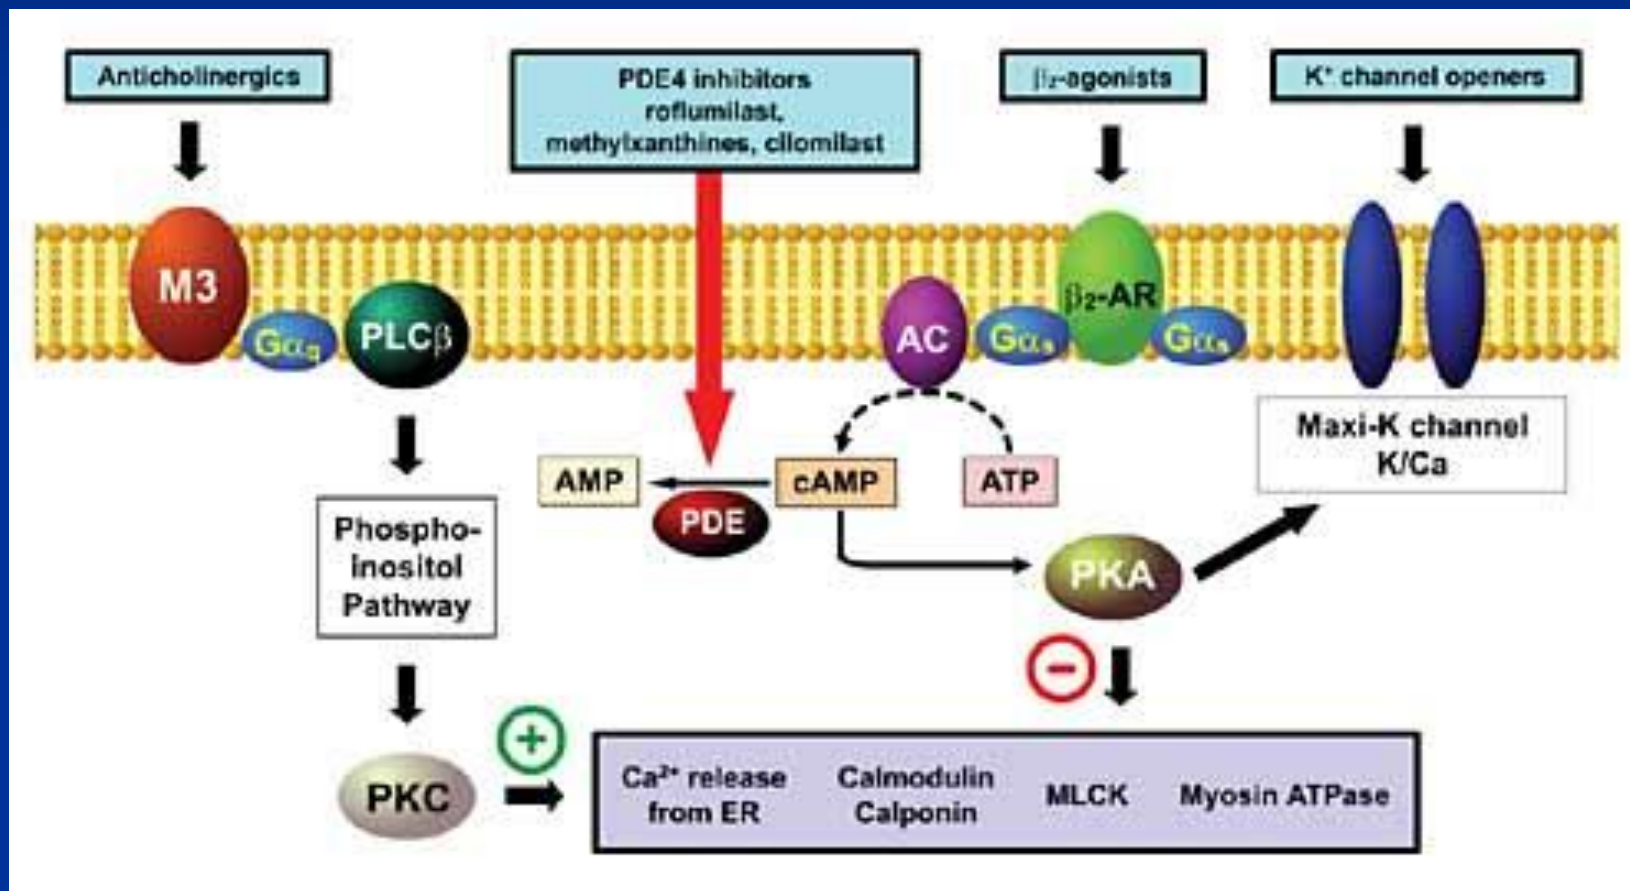 Anticholinergics
PDE4 inhibitors
roflumilast,
methylxanthines, cilomilast
β₂-agonists
K⁺ channel openers
M3
Gαq
PLCβ
AC
Gαs
β₂-AR
Gαs
Maxi-K channel
K/Ca
AMP
cAMP
ATP
PDE
Phospho-
inositol
Pathway
PKA
−
+
PKC
Ca²⁺ release
from ER
Calmodulin
Calponin
MLCK
Myosin ATPase